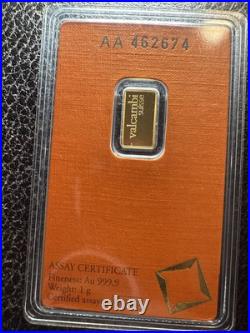 AA 462674
valcambi
suisse
ASSAY CERTIFICATE
Fineness: Au 999.9
Weight: 1 g
Certified assay